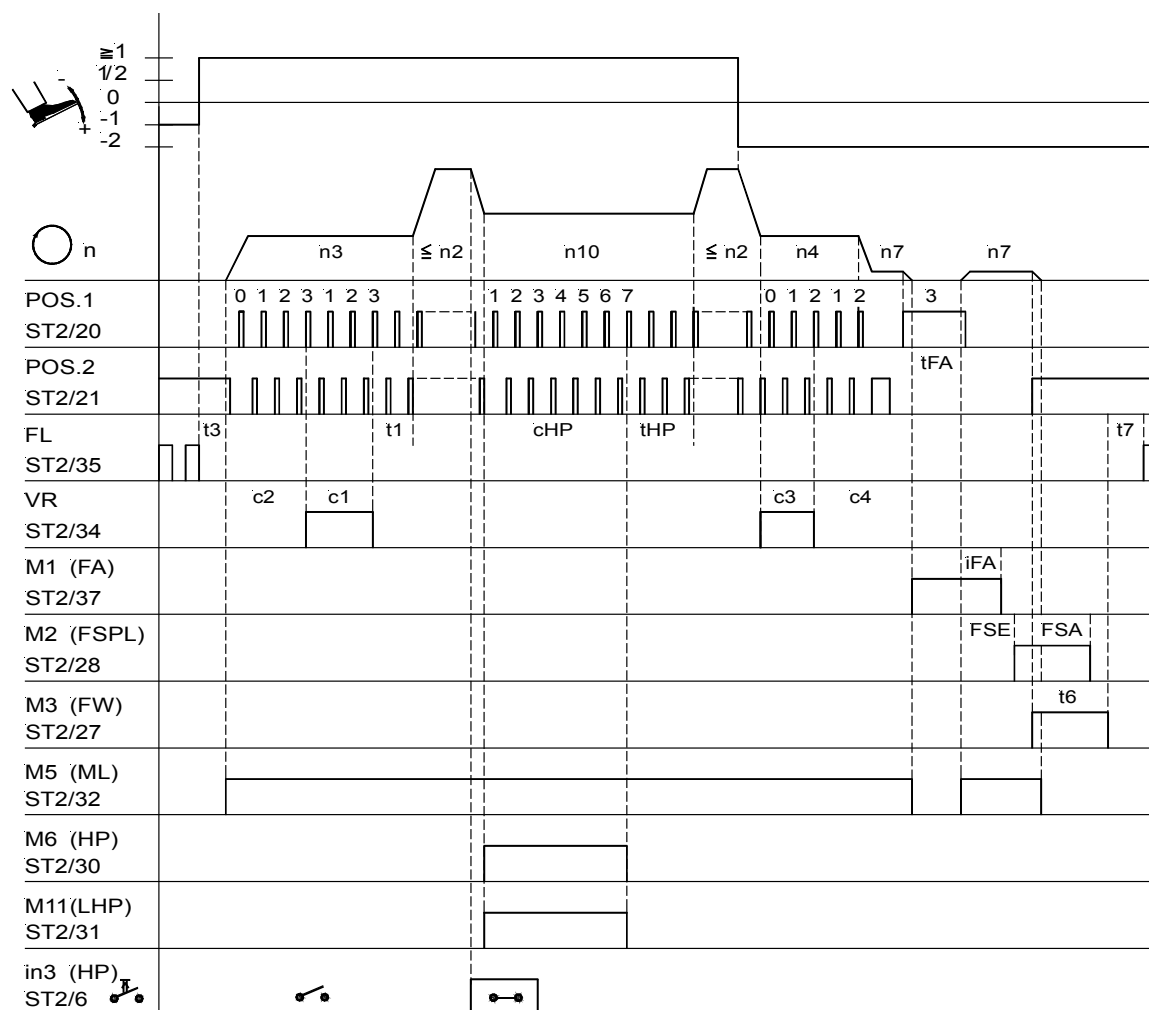 ≧1
1/2
0
-1
-2
-
+
n
n3
≦ n2
n10
≦ n2
n4
n7
n7
POS.1
ST2/20
0 1 2 3 1 2 3
1 2 3 4 5 6 7
0 1 2 1 2
3
POS.2
ST2/21
tFA
FL
ST2/35
t3
t1
cHP
tHP
t7
VR
ST2/34
c2
c1
c3
c4
M1 (FA)
ST2/37
iFA
M2 (FSPL)
ST2/28
FSE
FSA
M3 (FW)
ST2/27
t6
M5 (ML)
ST2/32
M6 (HP)
ST2/30
M11(LHP)
ST2/31
in3 (HP)
ST2/6